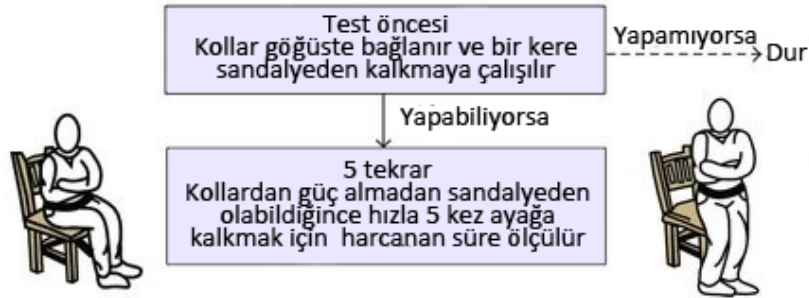 Test öncesi
Kollar göğüste bağlanır ve bir kere
sandalyeden kalkmaya çalışılır
Yapamıyorsa
Dur
Yapabiliyorsa
5 tekrar
Kollardan güç almadan sandalyeden
olabildiğince hızla 5 kez ayağa
kalkmak için harcanan süre ölçülür